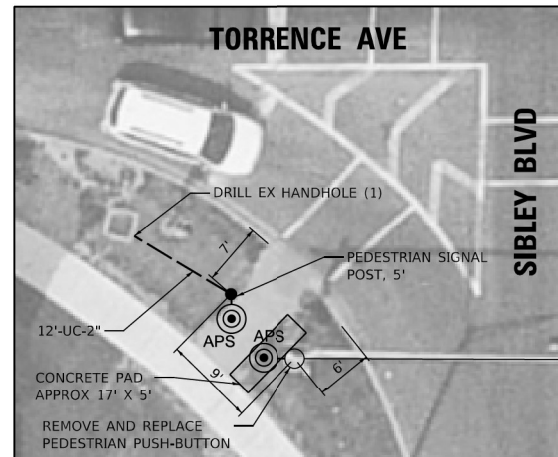 TORRENCE AVE
SIBLEY BLVD
DRILL EX HANDHOLE (1)
7'
PEDESTRIAN SIGNAL
POST, 5'
12'-UC-2"
APS
APS
9'
6'
CONCRETE PAD
APPROX 17' X 5'
REMOVE AND REPLACE
PEDESTRIAN PUSH-BUTTON